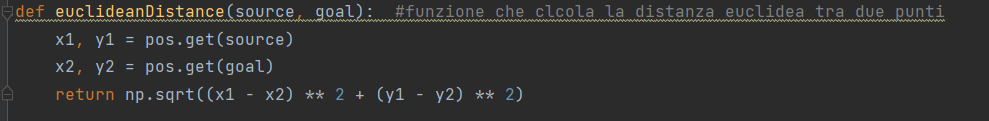 def euclideanDistance(source, goal):  #funzione che clcola la distanza euclidea tra due punti
    x1, y1 = pos.get(source)
    x2, y2 = pos.get(goal)
    return np.sqrt((x1 - x2) ** 2 + (y1 - y2) ** 2)